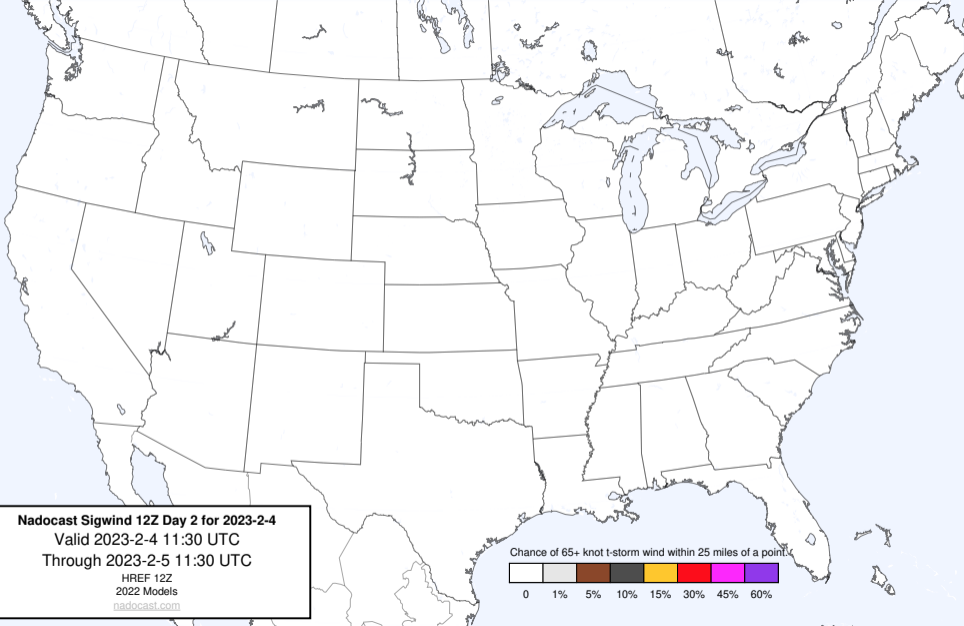 Nadocast Sigwind 12Z Day 2 for 2023-2-4
Valid 2023-2-4 11:30 UTC
Through 2023-2-5 11:30 UTC
HREF 12Z
2022 Models
nadocast.com
Chance of 65+ knot t-storm wind within 25 miles of a point.
0 1% 5% 10% 15% 30% 45% 60%